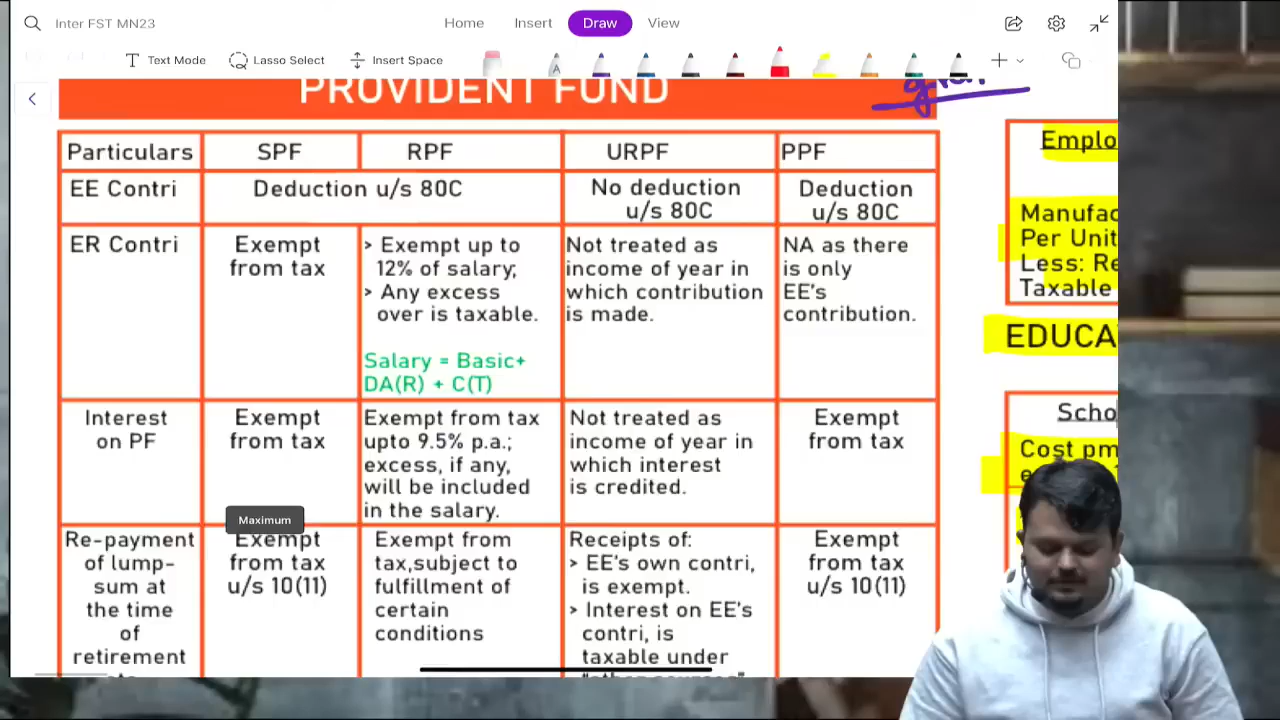 Inter FST MN23
Home
Insert
Draw
View
Text Mode
Lasso Select
Insert Space
PROVIDENT FUND
Particulars
SPF
RPF
URPF
PPF
EE Contri
Deduction u/s 80C
No deduction
u/s 80C
Deduction
u/s 80C
ER Contri
Exempt
from tax
> Exempt up to
12% of salary;
> Any excess
over is taxable.
Salary = Basic+
DA(R) + C(T)
Not treated as
income of year in
which contribution
is made.
NA as there
is only
EE's
contribution.
Interest
on PF
Exempt
from tax
Exempt from tax
upto 9.5% p.a.;
excess, if any,
will be included
in the salary.
Not treated as
income of year in
which interest
is credited.
Exempt
from tax
Maximum
Re-payment
of lump-
sum at
the time
of
retirement
Exempt
from tax
u/s 10(11)
Exempt from
tax,subject to
fulfillment of
certain
conditions
Receipts of:
> EE's own contri,
is exempt.
> Interest on EE's
contri, is
taxable under
Exempt
from tax
u/s 10(11)
Emplo
Manufac
Per Unit
Less: Re
Taxable
EDUCA
Scho
Cost pm